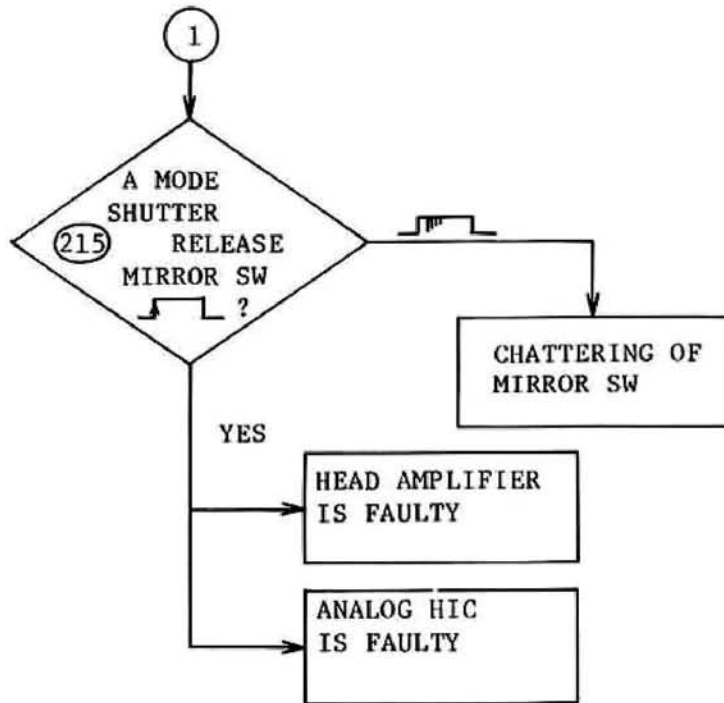 1
A MODE
SHUTTER
215 RELEASE
MIRROR SW
?
CHATTERING OF
MIRROR SW
YES
HEAD AMPLIFIER
IS FAULTY
ANALOG HIC
IS FAULTY